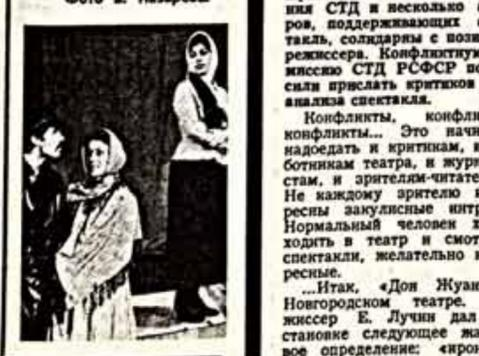 Фото
ния СТД и несколько
ров, поддерживающих
такль, солидарны с пози
режиссера. Конфликтную
миссию СТД РСФСР по
сили прислать критиков
анализа спектакля.
Конфликты, конфли
конфликты... Это начи
надоедать и критикам,
ботникам театра, и журн
стам, и зрителям-читате
Не каждому зрителю
ресны закулисные интр
Нормальный человек х
ходить в театр и смот
спектакли, желательно
ресные.
...Итак, «Дон Жуан
Новгородском театре.
жиссер Е. Лучин дал
становке следующее жа
вое определение: «ирон